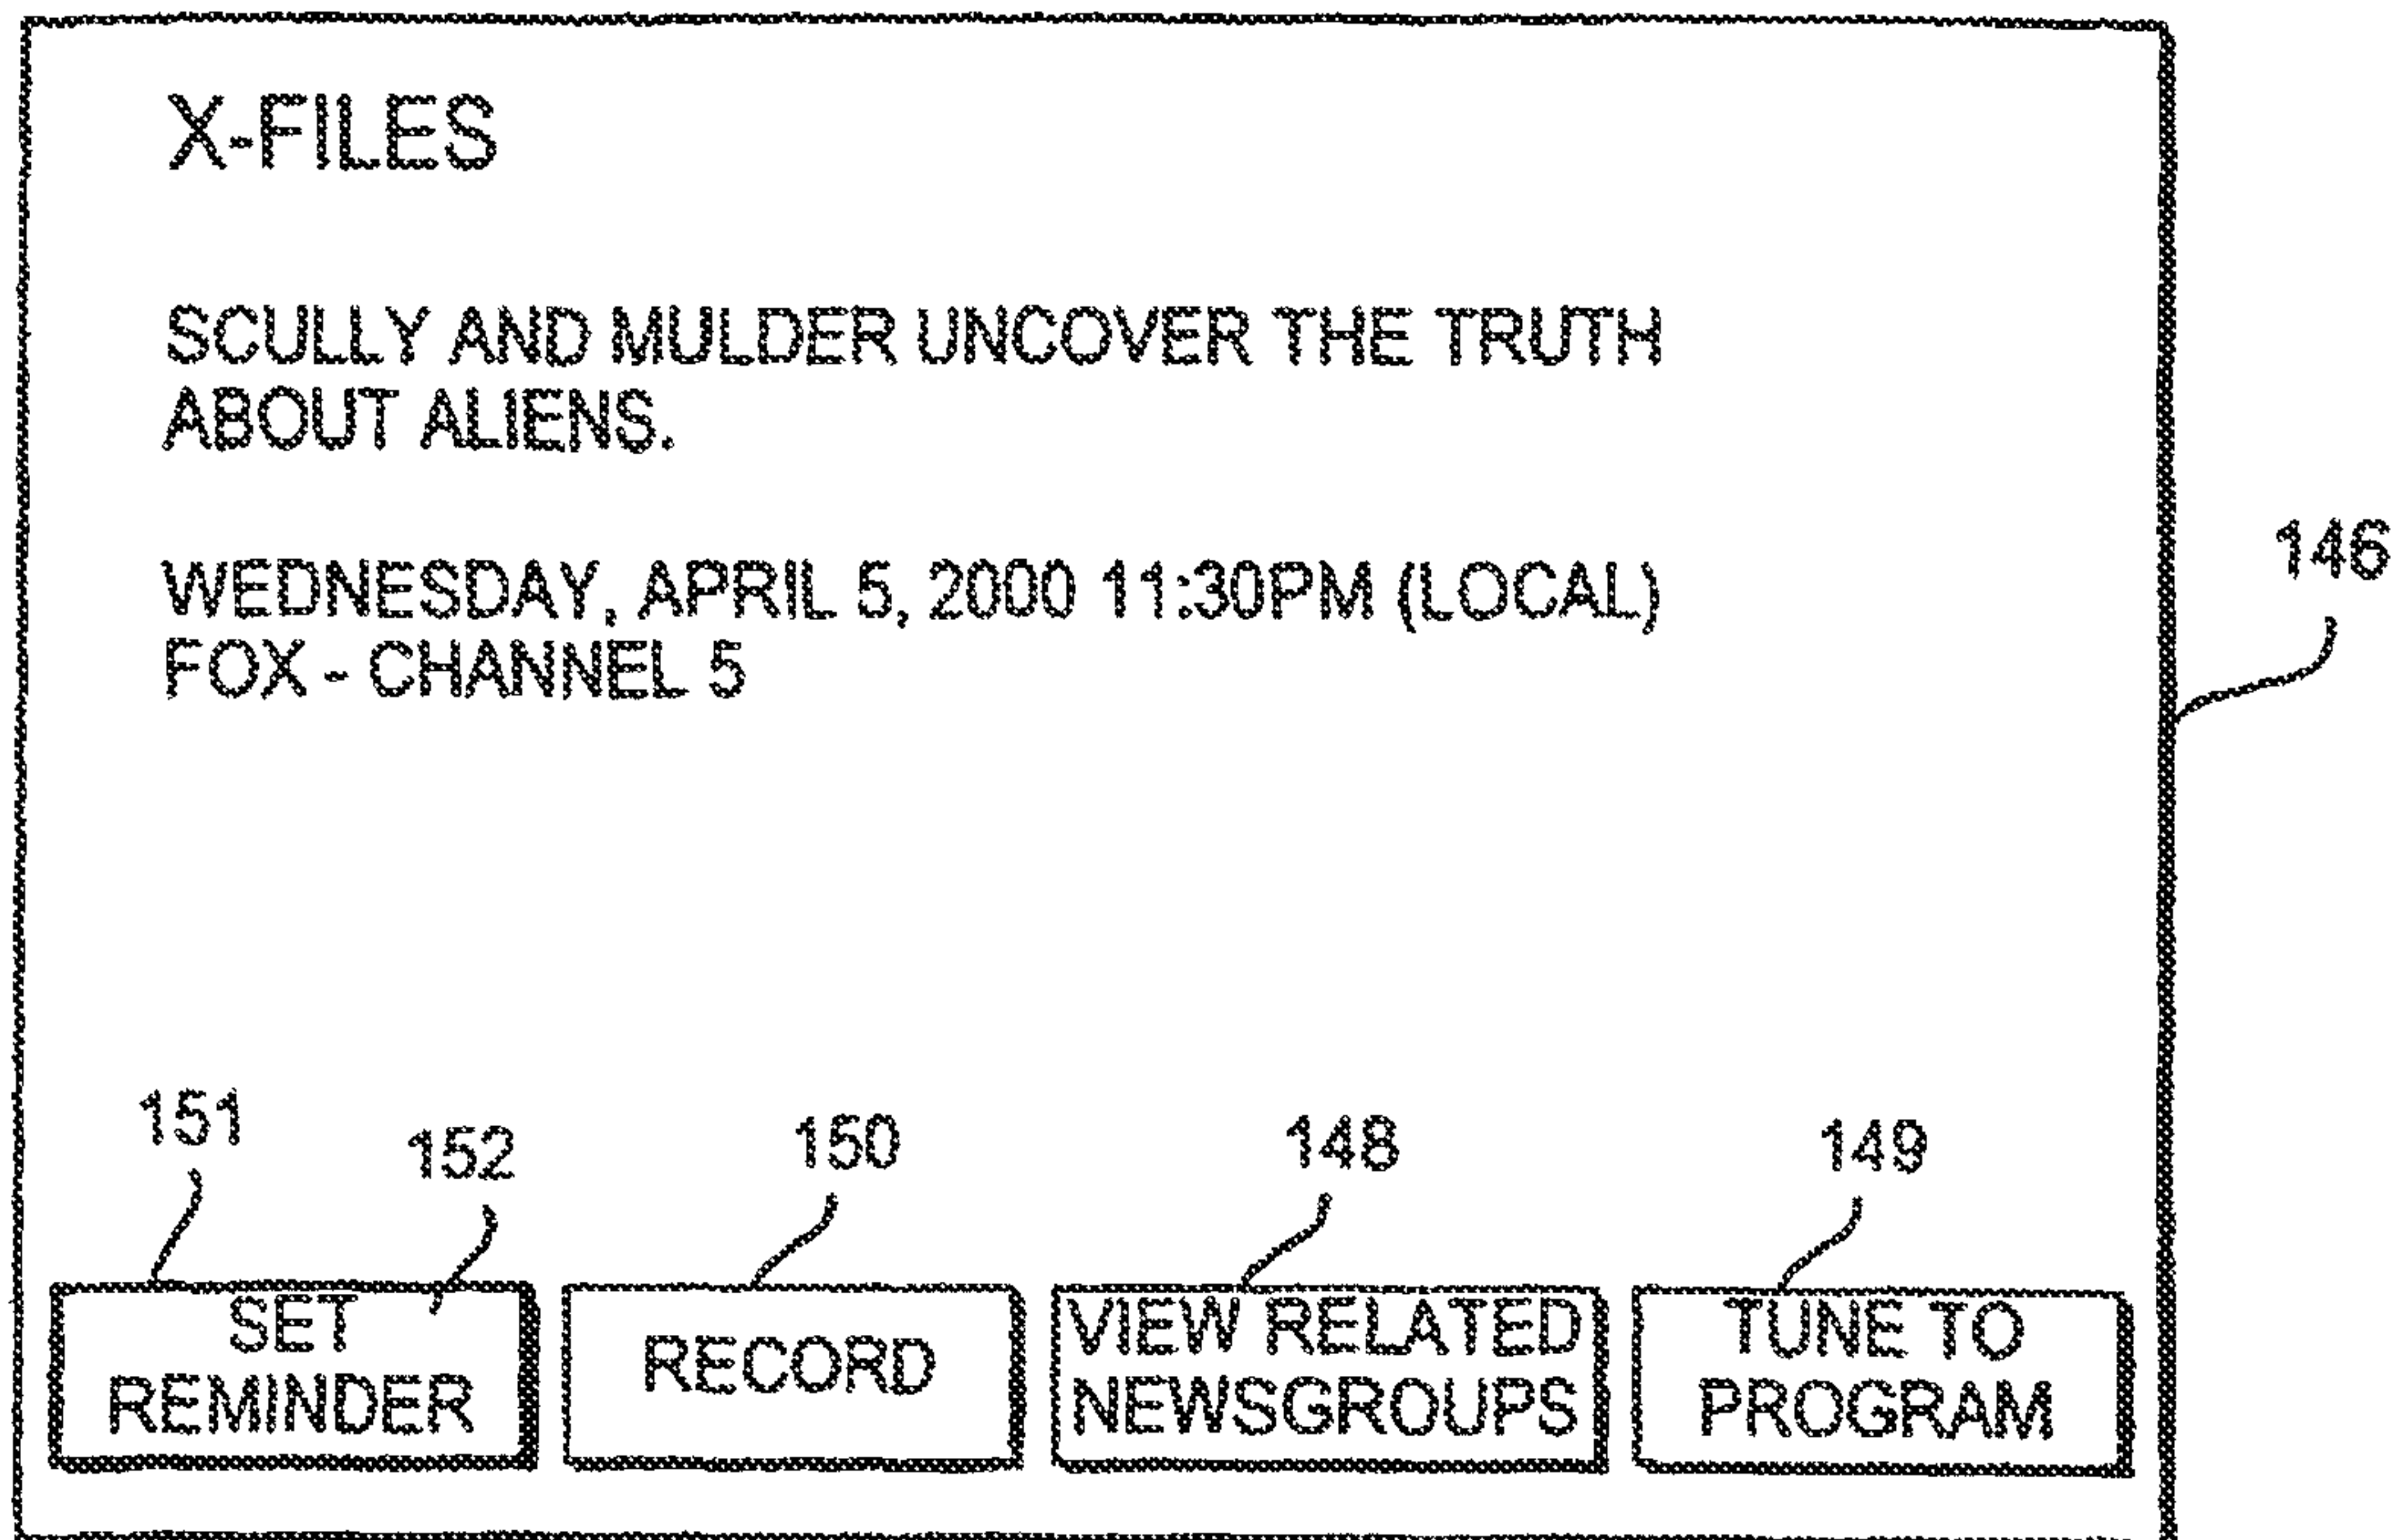 X-FILES
SCULLY AND MULDER UNCOVER THE TRUTH
ABOUT ALIENS.
WEDNESDAY, APRIL 5, 2000 11:30PM (LOCAL)
FOX - CHANNEL 5
146
151
152
150
148
149
SET
REMINDER
RECORD
VIEW RELATED
NEWSGROUPS
TUNE TO
PROGRAM